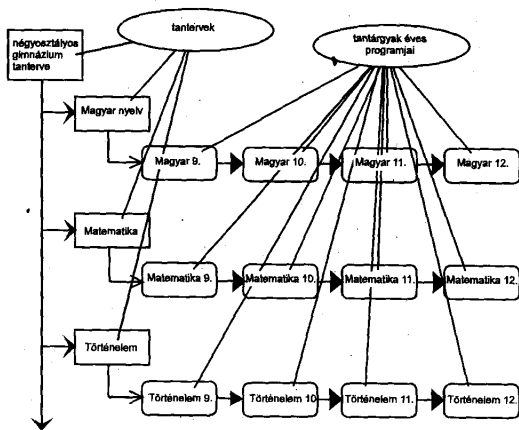 négyosztályos
gimnázium
tanterve
tantervek
tantárgyak éves
programjai
Magyar nyelv
Magyar 9.
Magyar 10.
Magyar 11.
Magyar 12.
Matematika
Matematika 9.
Matematika 10.
Matematika 11.
Matematika 12.
Történelem
Történelem 9.
Történelem 10
Történelem 11.
Történelem 12.